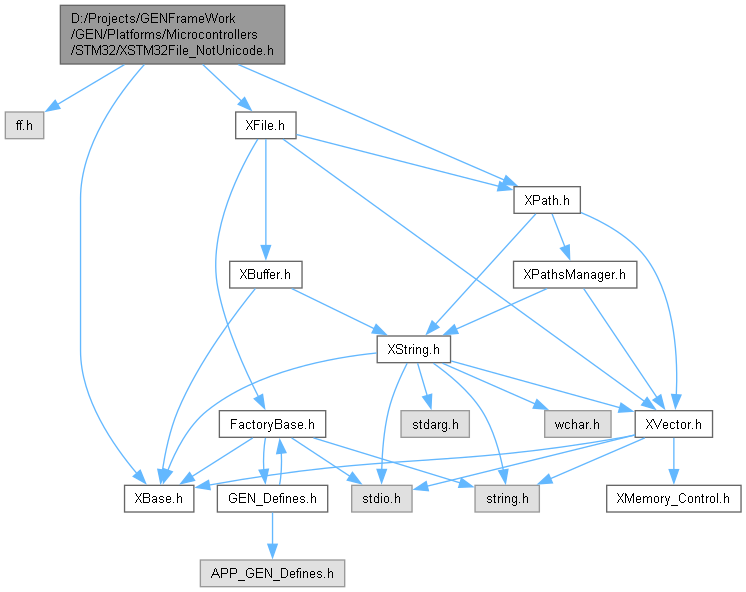 D:/Projects/GENFrameWork
/GEN/Platforms/Microcontrollers
/STM32/XSTM32File_NotUnicode.h
ff.h
XFile.h
XPath.h
XBuffer.h
XPathsManager.h
XString.h
FactoryBase.h
stdarg.h
wchar.h
XVector.h
XBase.h
GEN_Defines.h
stdio.h
string.h
XMemory_Control.h
APP_GEN_Defines.h